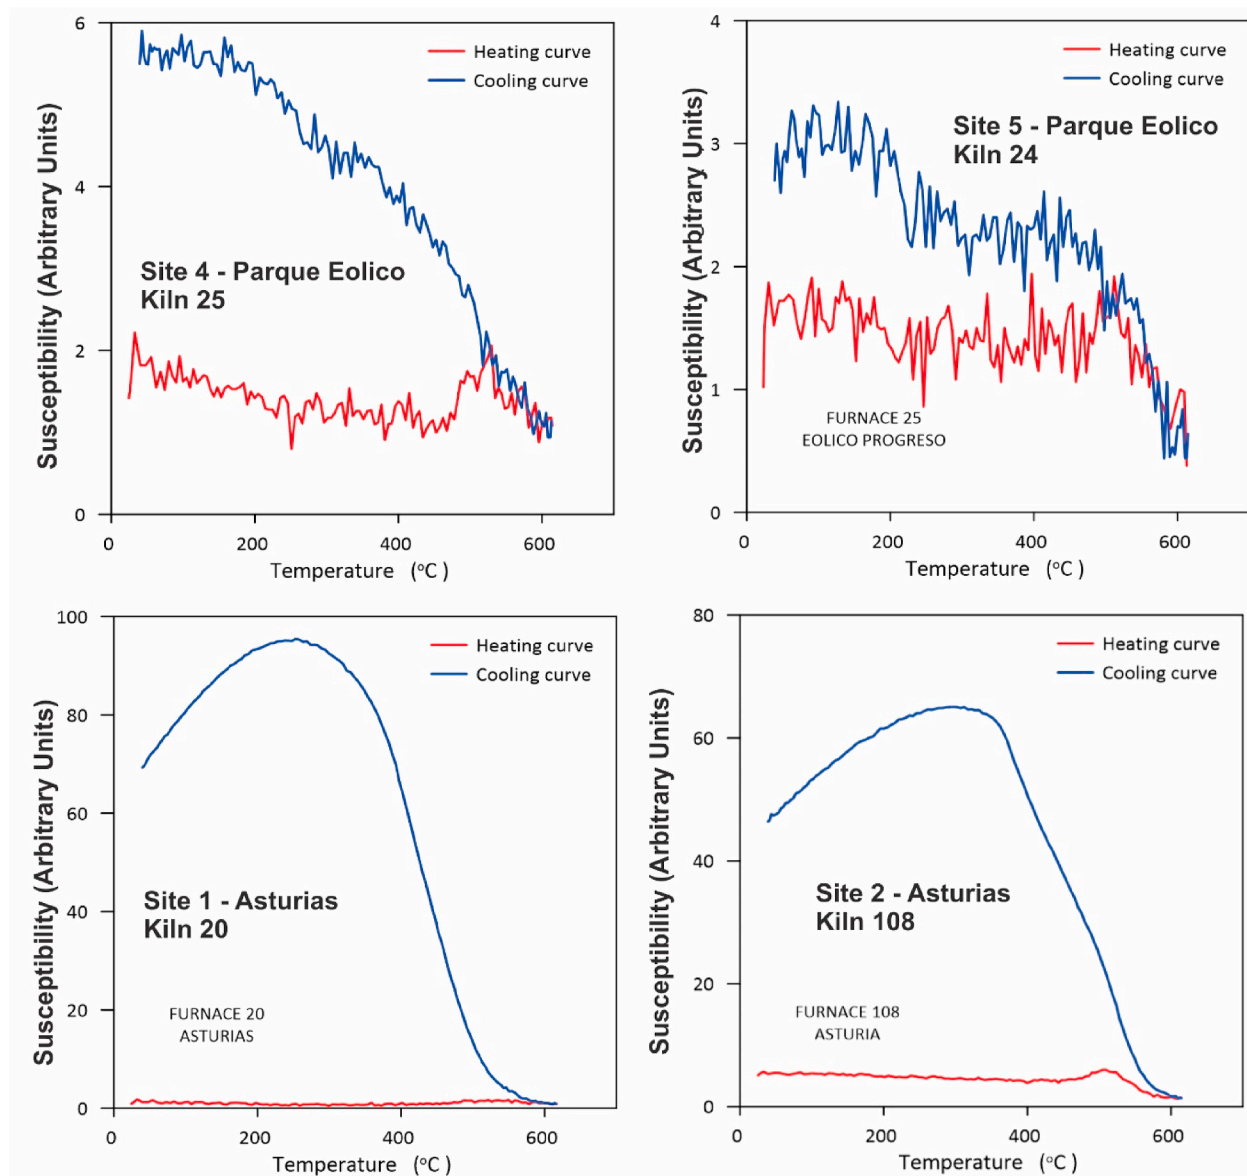 6
4
2
0
0
200
400
600
Susceptibility (Arbitrary Units)
Temperature (°C )
Heating curve
Cooling curve
Site 4 - Parque Eolico
Kiln 25
4
3
2
1
0
0
200
400
600
Susceptibility (Arbitrary Units)
Temperature (°C )
Heating curve
Cooling curve
Site 5 - Parque Eolico
Kiln 24
FURNACE 25
EOLICO PROGRESO
100
80
60
40
20
0
0
200
400
600
Susceptibility (Arbitrary Units)
Temperature (°C )
Heating curve
Cooling curve
Site 1 - Asturias
Kiln 20
FURNACE 20
ASTURIAS
80
60
40
20
0
0
200
400
600
Susceptibility (Arbitrary Units)
Temperature (°C )
Heating curve
Cooling curve
Site 2 - Asturias
Kiln 108
FURNACE 108
ASTURIA